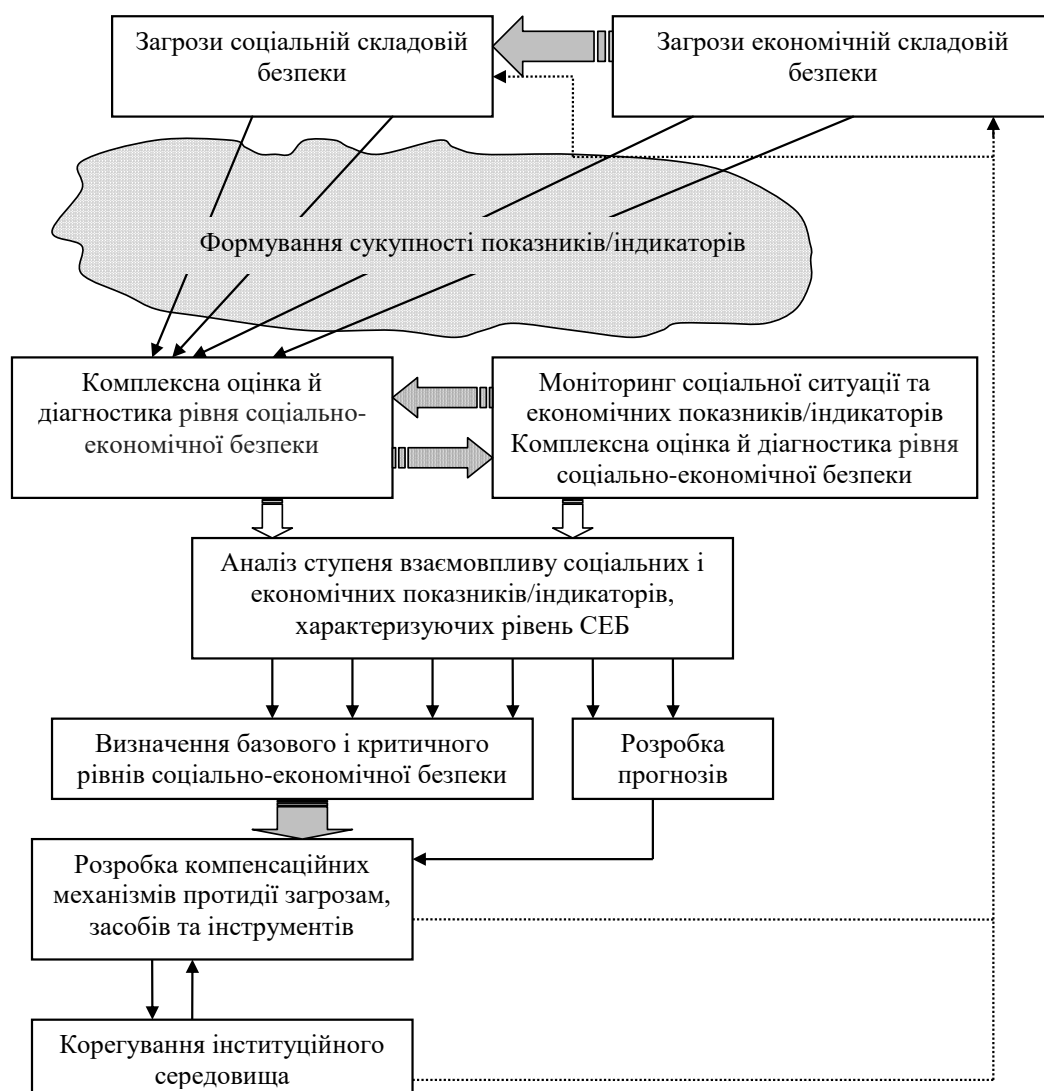 Загрози соціальній складовій
безпеки
Загрози економічній складовій
безпеки
Формування сукупності показників/індикаторів
Комплексна оцінка й
діагностика рівня соціально-
економічної безпеки
Моніторинг соціальної ситуації та
економічних показників/індикаторів
Комплексна оцінка й діагностика рівня
соціально-економічної безпеки
Аналіз ступеня взаємовпливу соціальних і
економічних показників/індикаторів,
характеризуючих рівень СЕБ
Визначення базового і критичного
рівнів соціально-економічної безпеки
Розробка
прогнозів
Розробка компенсаційних
механізмів протидії загрозам,
засобів та інструментів
Корегування інституційного
середовища